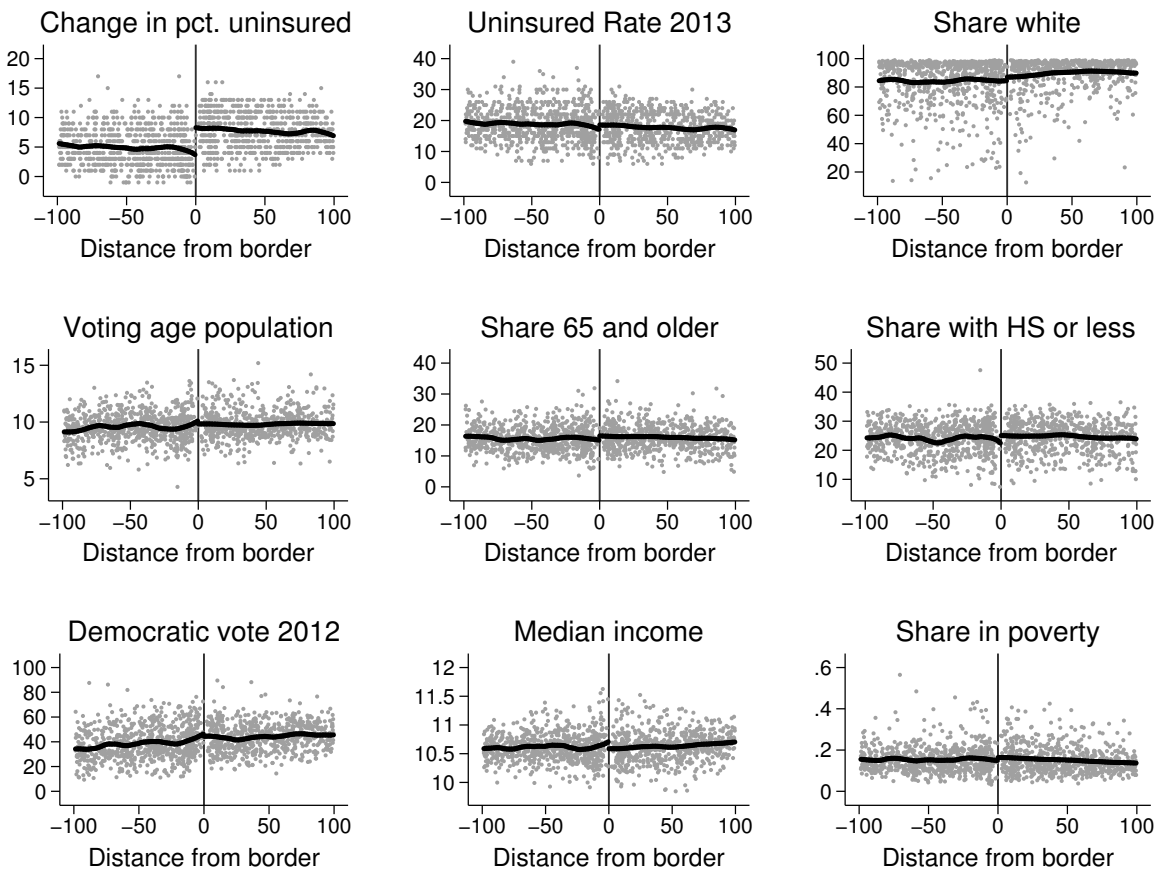 Change in pct. uninsured
20
15
10
5
0
−100 −50 0 50 100
Distance from border
Uninsured Rate 2013
40
30
20
10
0
−100 −50 0 50 100
Distance from border
Share white
100
80
60
40
20
−100 −50 0 50 100
Distance from border
Voting age population
15
10
5
−100 −50 0 50 100
Distance from border
Share 65 and older
40
30
20
10
0
−100 −50 0 50 100
Distance from border
Share with HS or less
50
40
30
20
10
−100 −50 0 50 100
Distance from border
Democratic vote 2012
100
80
60
40
20
0
−100 −50 0 50 100
Distance from border
Median income
12
11.5
11
10.5
10
−100 −50 0 50 100
Distance from border
Share in poverty
.6
.4
.2
0
−100 −50 0 50 100
Distance from border